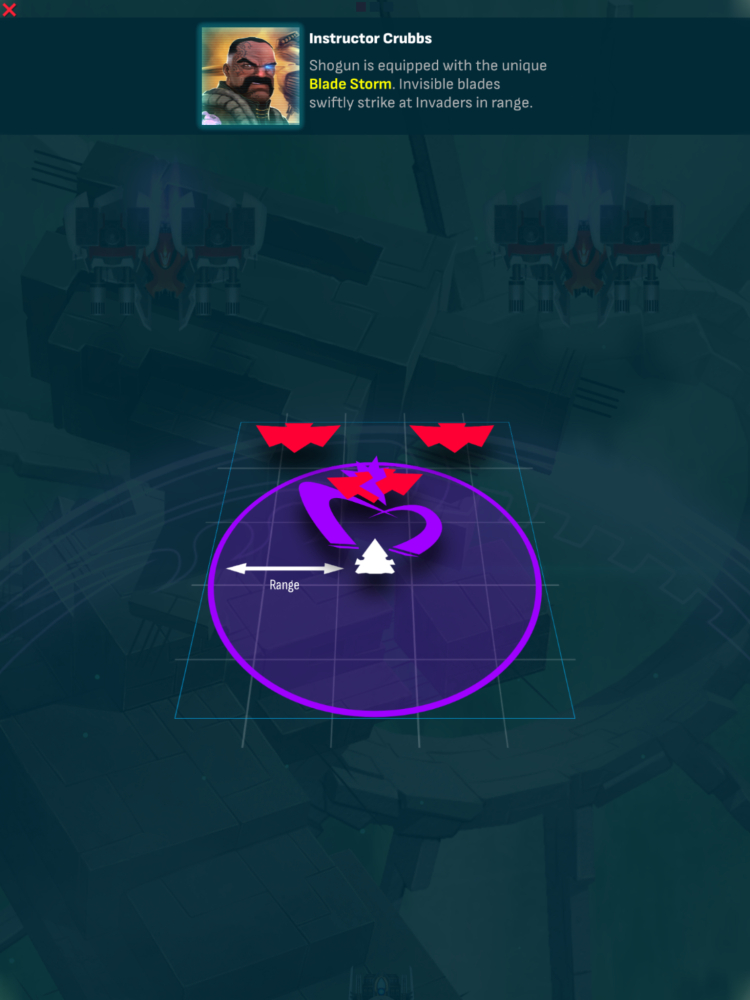 Instructor Crubbs
Shogun is equipped with the unique
Blade Storm. Invisible blades
swiftly strike at Invaders in range.
Range